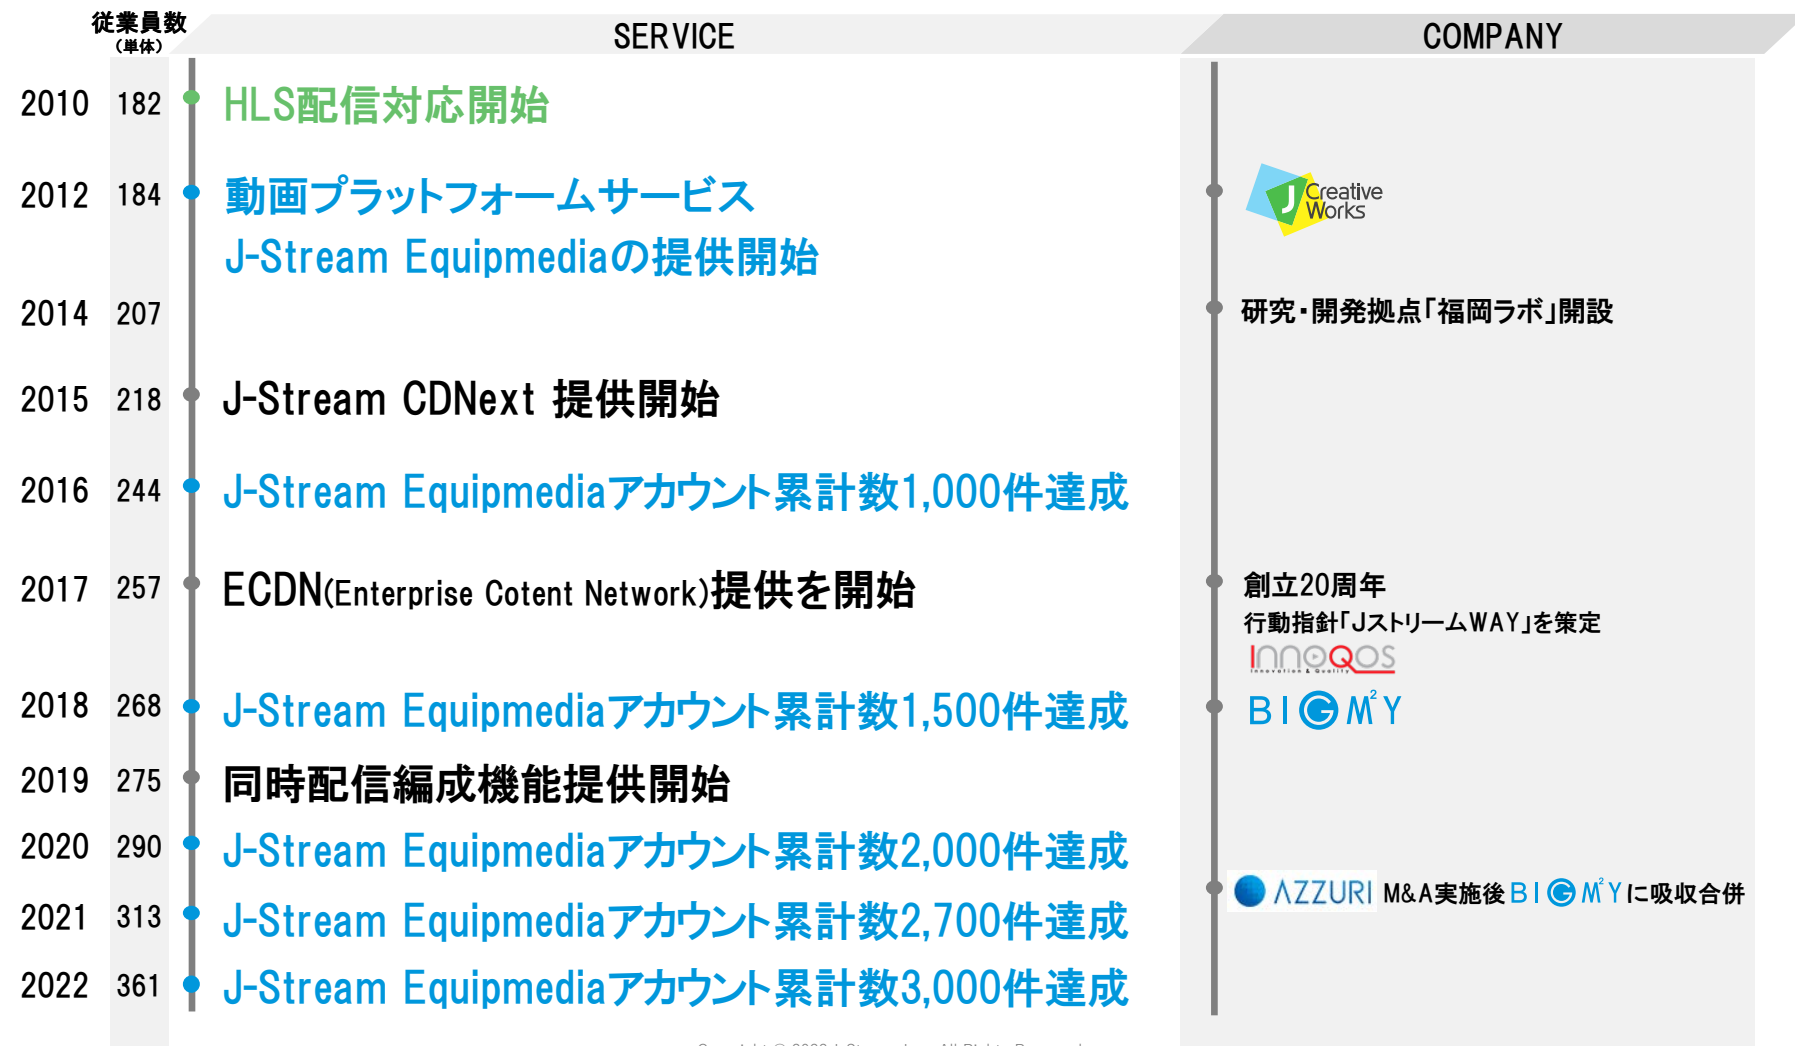 従業員数
（単体）
SERVICE
COMPANY
2010 182 HLS配信対応開始
2012 184 動画プラットフォームサービス
J Creative
Works
J-Stream Equipmediaの提供開始
2014 207 研究・開発拠点「福岡ラボ」開設
2015 218 J-Stream CDNext 提供開始
2016 244 J-Stream Equipmediaアカウント累計数1,000件達成
2017 257 ECDN(Enterprise Cotent Network)提供を開始
創立20周年
行動指針「JストリームWAY」を策定
INNOQOS
Innovation & Quality
2018 268 J-Stream Equipmediaアカウント累計数1,500件達成
BIGM²Y
2019 275 同時配信編成機能提供開始
2020 290 J-Stream Equipmediaアカウント累計数2,000件達成
AZZURI M&A実施後BIGM²Yに吸収合併
2021 313 J-Stream Equipmediaアカウント累計数2,700件達成
2022 361 J-Stream Equipmediaアカウント累計数3,000件達成